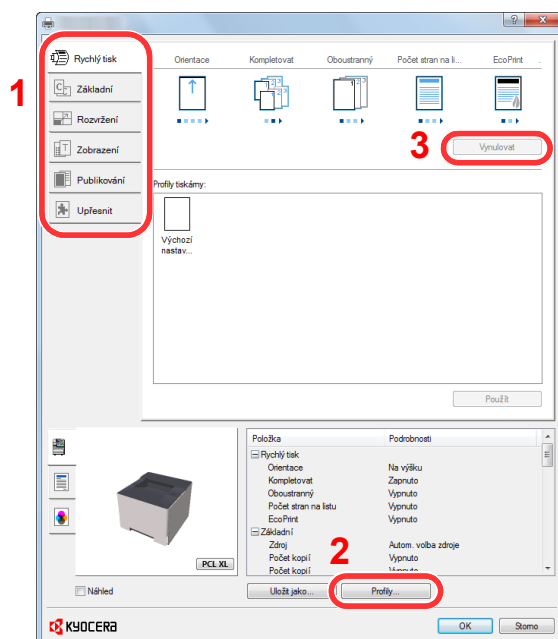 Rychlý tisk
Základní
Rozvržení
Zobrazení
Publikování
Upřesnit
1
Orientace
Kompletovat
Oboustranný
Počet stran na li...
EcoPrint
3
Vynulovat
Profily tiskámy:
Výchozí
nastav...
Použít
Položka Podrobnosti
Rychlý tisk
Orientace Na výšku
Kompletovat Zapnuto
Oboustranný Vypnuto
Počet stran na listu Vypnuto
EcoPrint Vypnuto
Základní
Zdroj Autom. volba zdroje
Počet kopií Vypnuto
Počet kopií Vypnuto
2
PCL XL
Náhled
Uložit jako...
Profily...
KYOCERA
OK
Storno